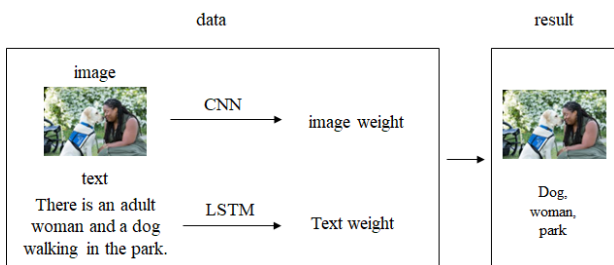 data
result
image
CNN
image weight
text
There is an adult
woman and a dog
walking in the park.
LSTM
Text weight
Dog,
woman,
park